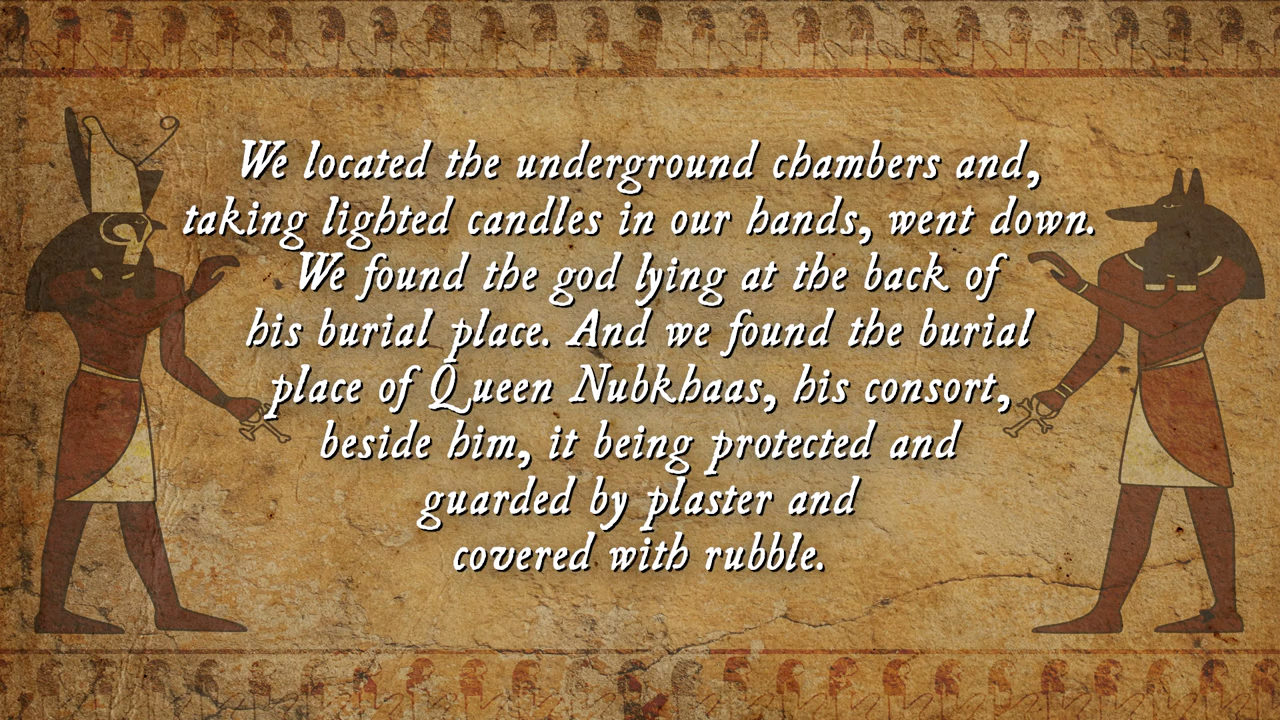 We located the underground chambers and,
taking lighted candles in our hands, went down.
We found the god lying at the back of
his burial place. And we found the burial
place of Queen Nubkhaas, his consort,
beside him, it being protected and
guarded by plaster and
covered with rubble.